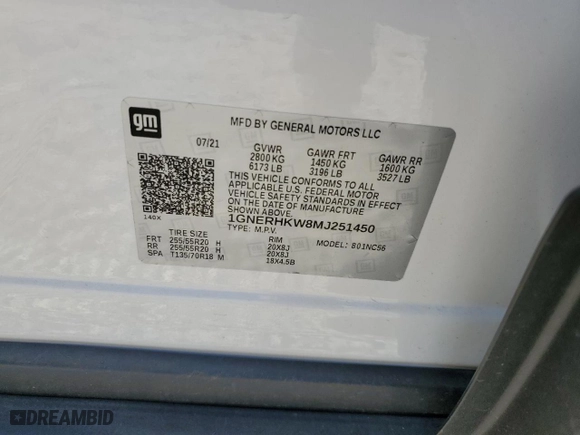 gm
MFD BY GENERAL MOTORS LLC
07/21
GVWR GAWR FRT GAWR RR
2800 KG 1450 KG 1600 KG
6173 LB 3196 LB 3527 LB
THIS VEHICLE CONFORMS TO ALL
APPLICABLE U.S. FEDERAL MOTOR
VEHICLE SAFETY STANDARDS IN EFFECT
ON THE DATE OF MANUFACTURE
SHOWN ABOVE.
140X
1GNERHKW8MJ251450
TYPE: M.P.V. MODEL: 801NC56
TIRE SIZE RIM
FRT 255/55R20 H 20X8J
RR 255/55R20 H 20X8J
SPA T135/70R18 M 18X4.5B
DREAMBID